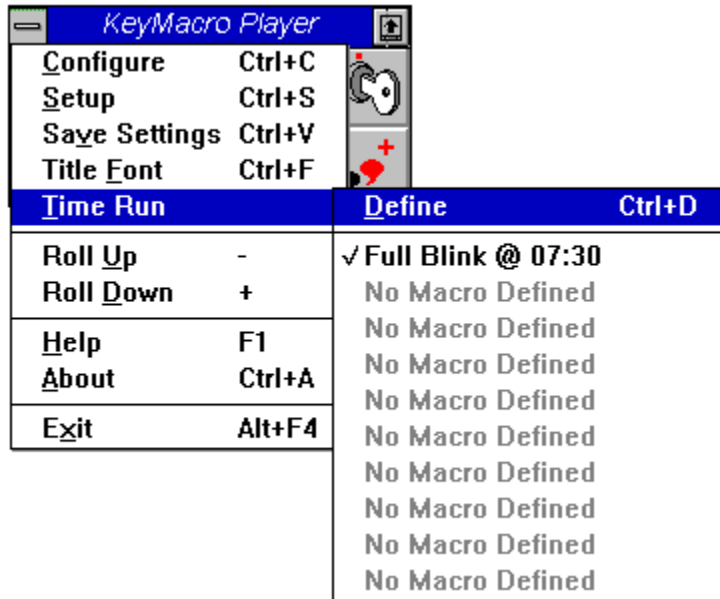 KeyMacro Player
Configure Ctrl+C
Setup Ctrl+S
Save Settings Ctrl+V
Title Font Ctrl+F
Time Run
Roll Up -
Roll Down +
Help F1
About Ctrl+A
Exit Alt+F4
Define Ctrl+D
√ Full Blink @ 07:30
No Macro Defined
No Macro Defined
No Macro Defined
No Macro Defined
No Macro Defined
No Macro Defined
No Macro Defined
No Macro Defined
No Macro Defined